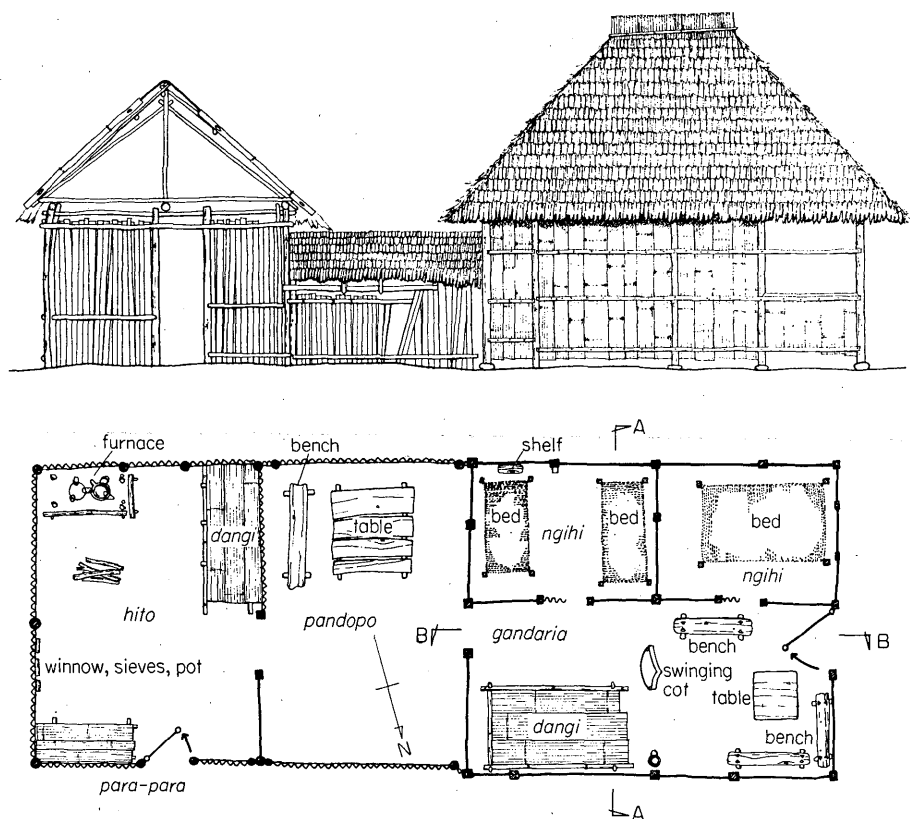 furnace
bench
shelf
A
dangi
table
bed
ngihi
bed
bed
ngihi
hito
pandopo
B
gandaria
bench
B
winnow, sieves, pot
swinging
cot
table
dangi
bench
N
para-para
A